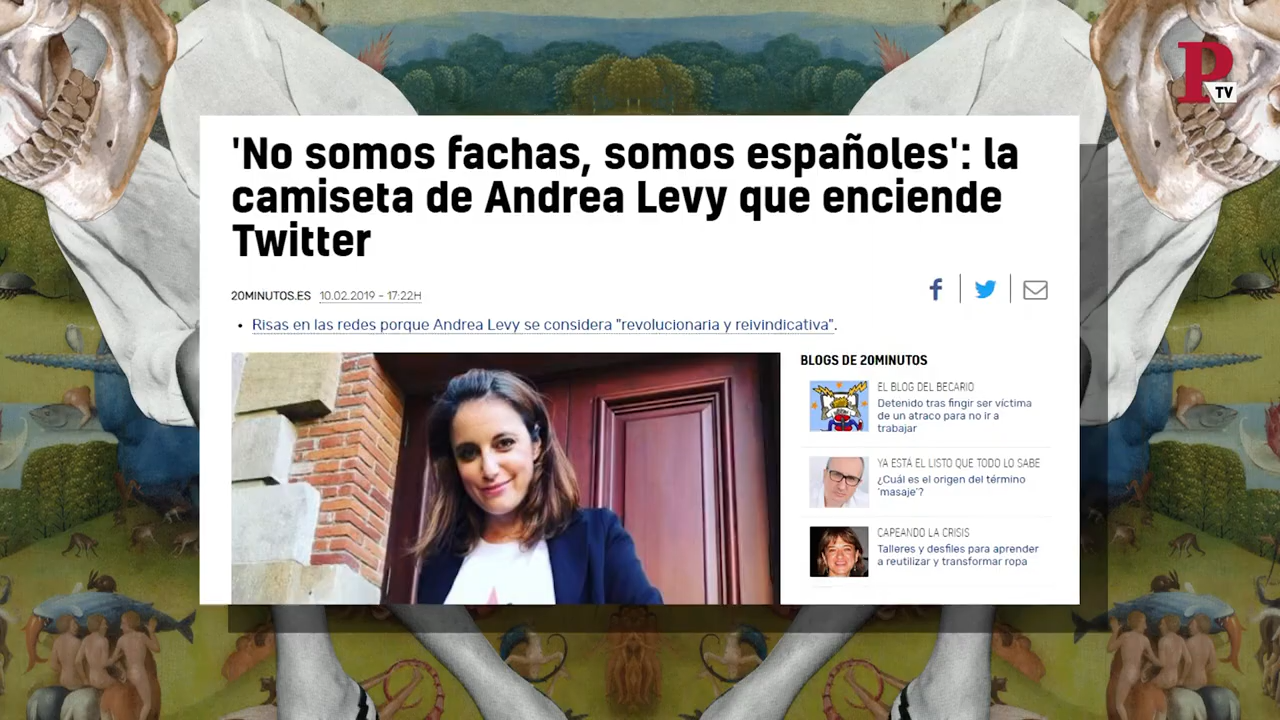 P
TV
'No somos fachas, somos españoles': la
camiseta de Andrea Levy que enciende
Twitter
20MINUTOS.ES 10.02.2019 - 17:22H
• Risas en las redes porque Andrea Levy se considera "revolucionaria y reivindicativa".
BLOGS DE 20MINUTOS
EL BLOG DEL BECARIO
Detenido tras fingir ser víctima
de un atraco para no ir a
trabajar
YA ESTÁ EL LISTO QUE TODO LO SABE
¿Cuál es el origen del término
'masaje'?
CAPEANDO LA CRISIS
Talleres y desfiles para aprender
a reutilizar y transformar ropa